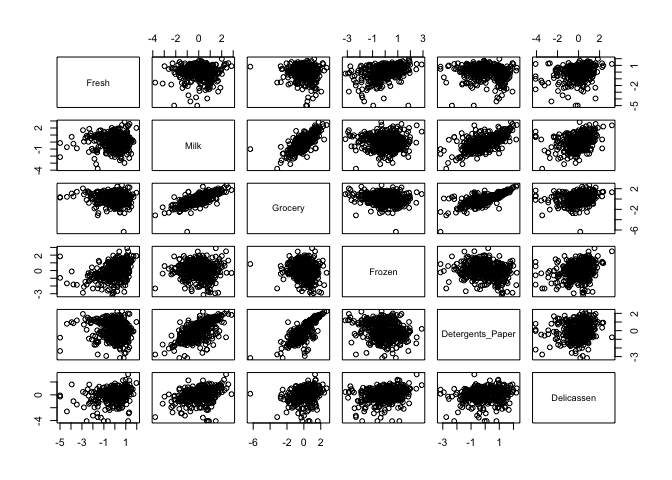 -4 -2 0 2
-3 -1 1 3
-4 -2 0 2
Fresh
-5 -2 1
Milk
-4 -1 2
Grocery
-6 -2 0 2
Frozen
-3 0 2
Detergents_Paper
-3 -1 0 2
Delicassen
-4 0
-5 -3 -1 1
-6 -2 0 2
-3 -1 1